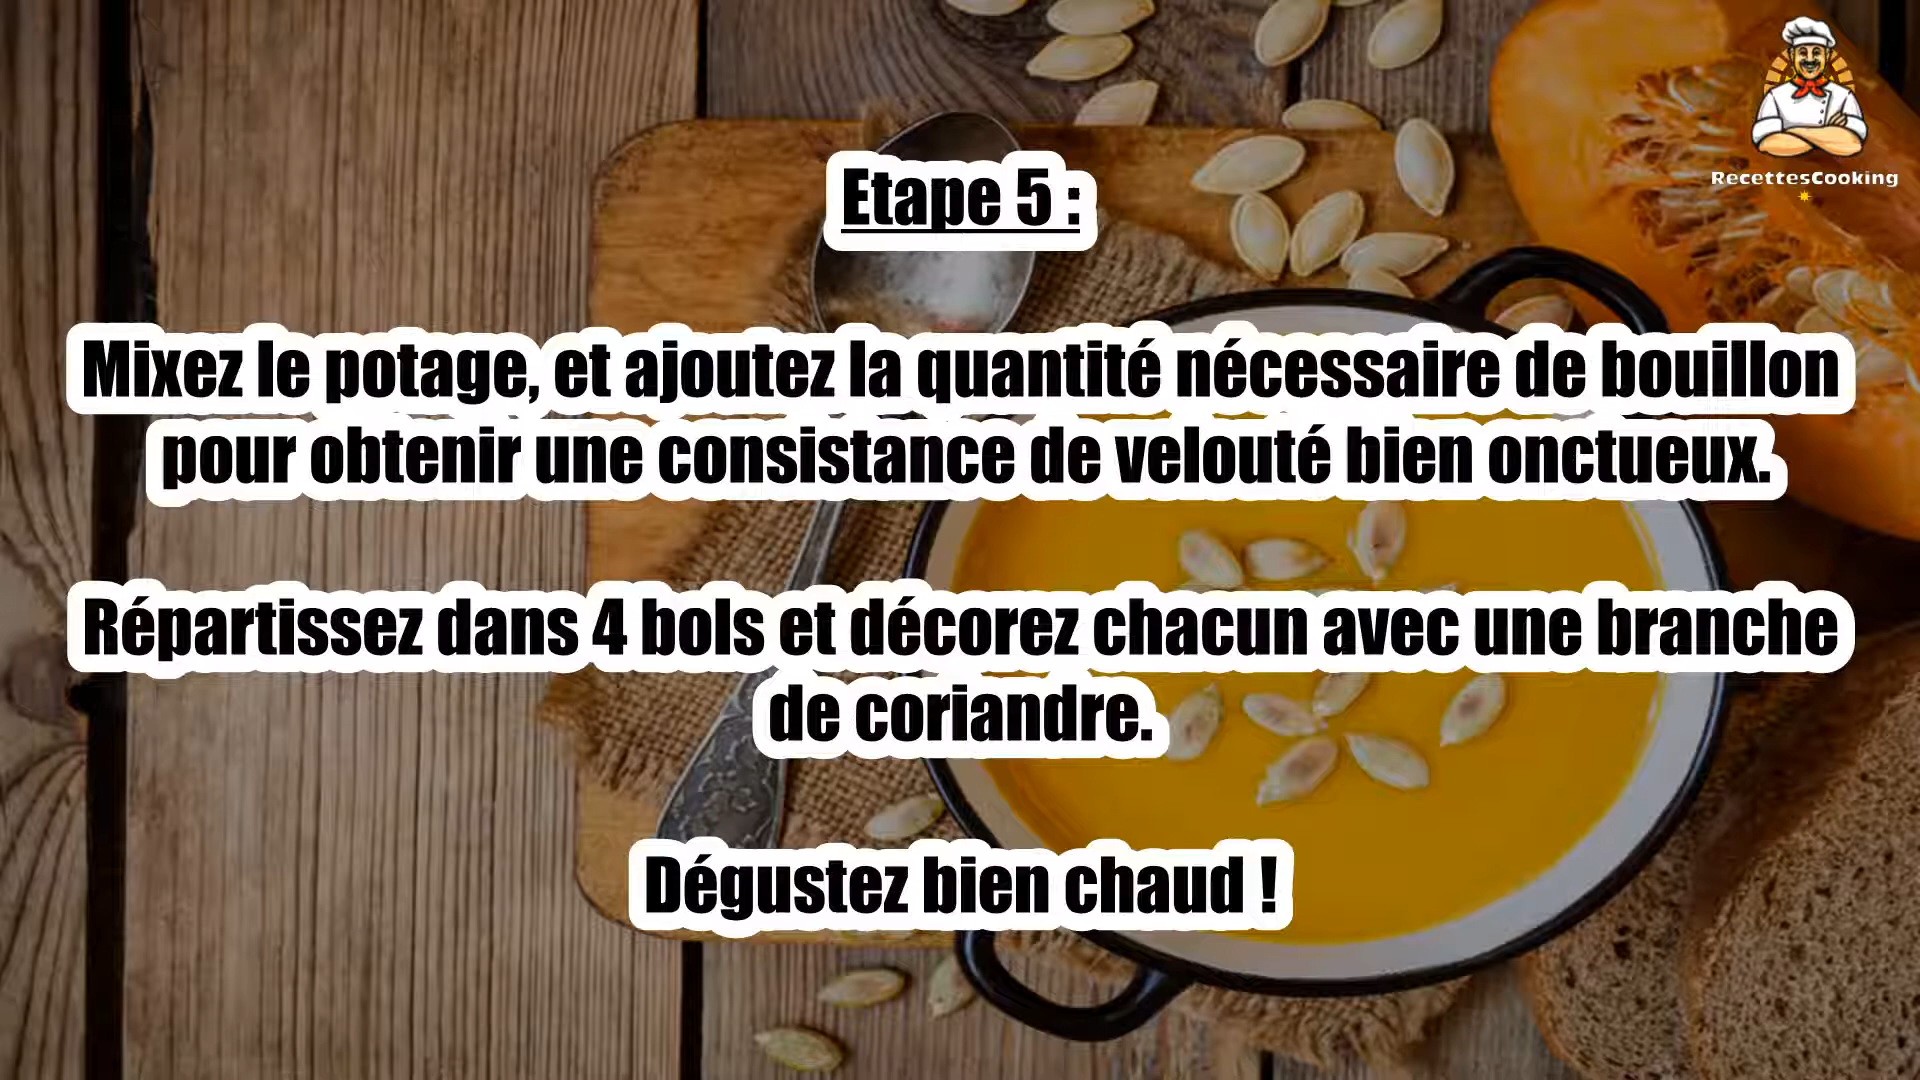 RecettesCooking
Etape 5 :
Mixez le potage, et ajoutez la quantité nécessaire de bouillon
pour obtenir une consistance de velouté bien onctueux.
Répartissez dans 4 bols et décorez chacun avec une branche
de coriandre.
Dégustez bien chaud !